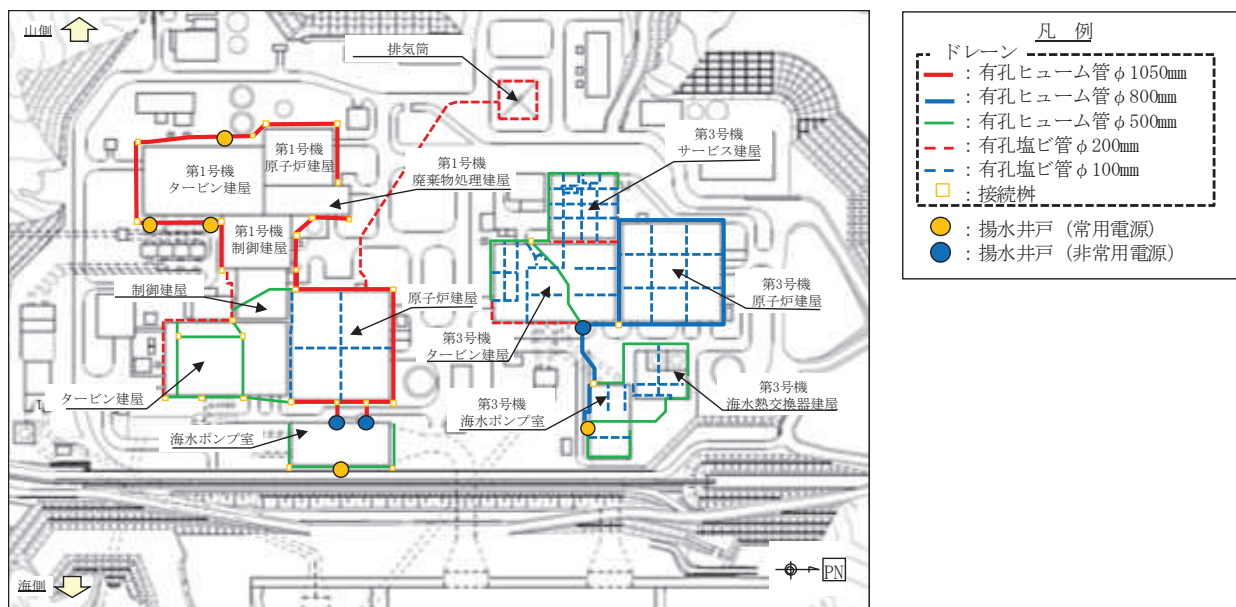 山側
排気筒
第1号機
タービン建屋
第1号機
原子炉建屋
第1号機
廃棄物処理建屋
第1号機
制御建屋
第3号機
サービス建屋
制御建屋
原子炉建屋
第3号機
タービン建屋
第3号機
原子炉建屋
タービン建屋
海水ポンプ室
第3号機
海水ポンプ室
第3号機
海水熱交換器建屋
海側
PN
凡 例
ドレーン
：有孔ヒューム管φ1050mm
：有孔ヒューム管φ800mm
：有孔ヒューム管φ500mm
：有孔塩ビ管φ200mm
：有孔塩ビ管φ100mm
：接続桝
：揚水井戸（常用電源）
：揚水井戸（非常用電源）